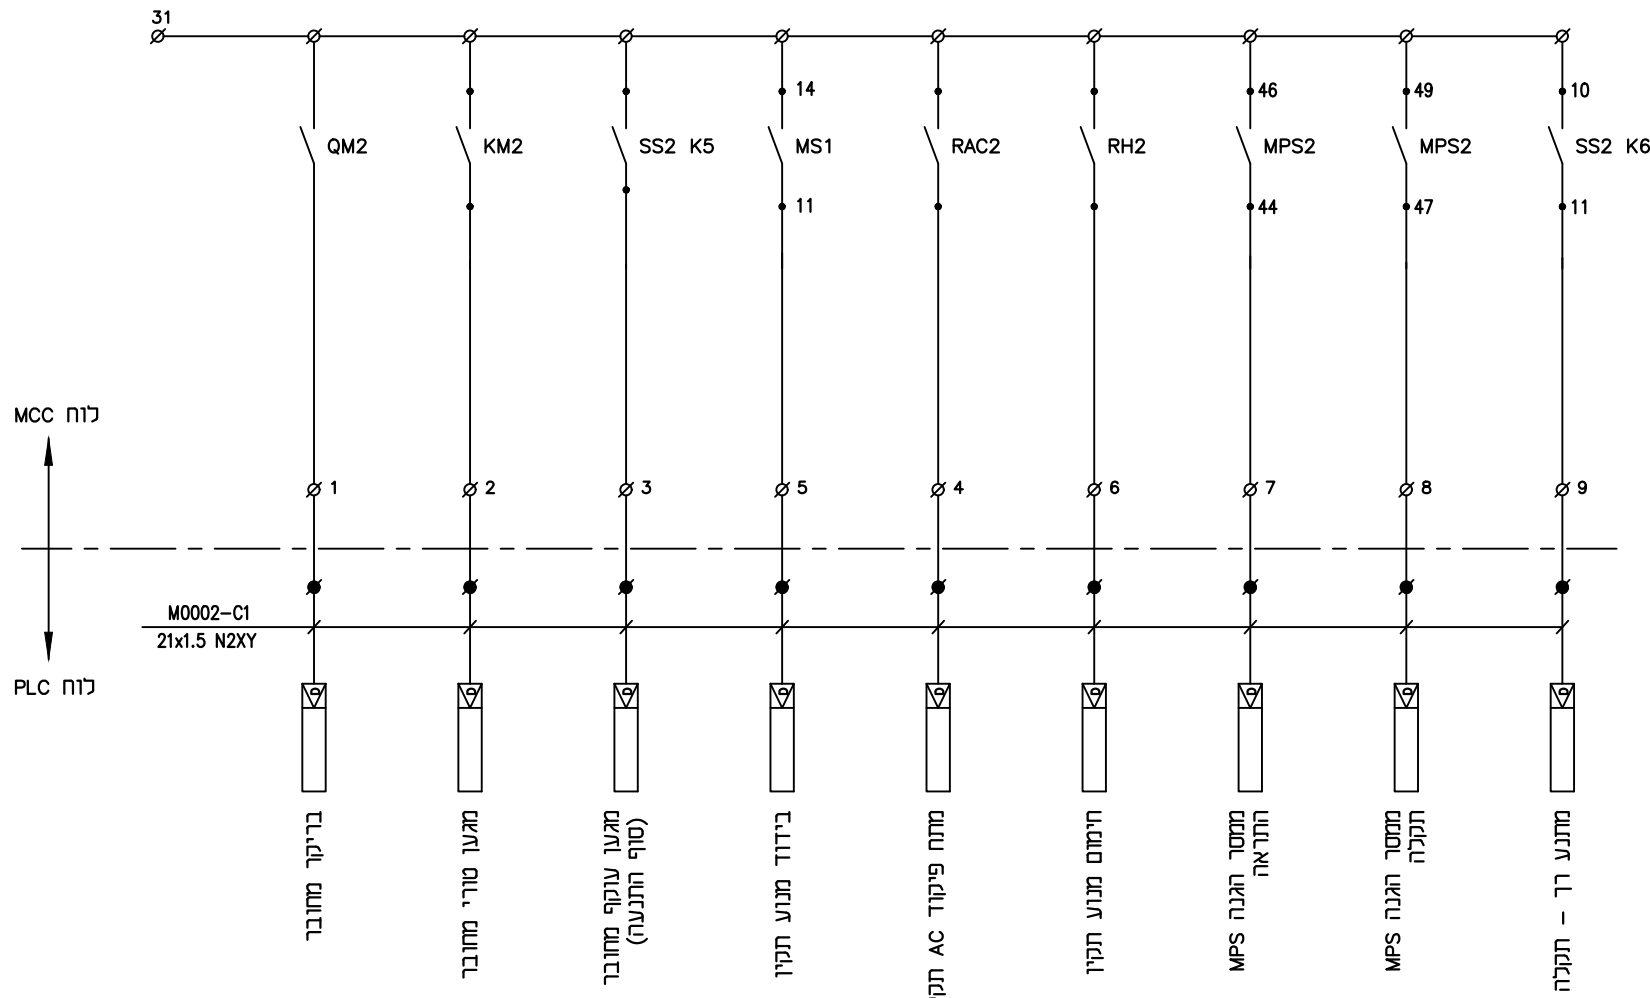 31
14
46
49
10
QM2
KM2
SS2 K5
MS1
RAC2
RH2
MPS2
MPS2
SS2 K6
11
44
47
11
לוח MCC
1
2
3
5
4
6
7
8
9
M0002-C1
21x1.5 N2XY
לוח PLC
D
D
D
D
D
D
D
D
D
בריקר מחובר
מגען טורי מחובר
מגען עוקף מחובר
(סוף התנעה)
בידוד מנוע תקין
מתח פיקוד AC
חימום מנוע תקין
ממסר הגנה MPS
התראה
ממסר הגנה MPS
תקלה
מתנע רך - תקלה